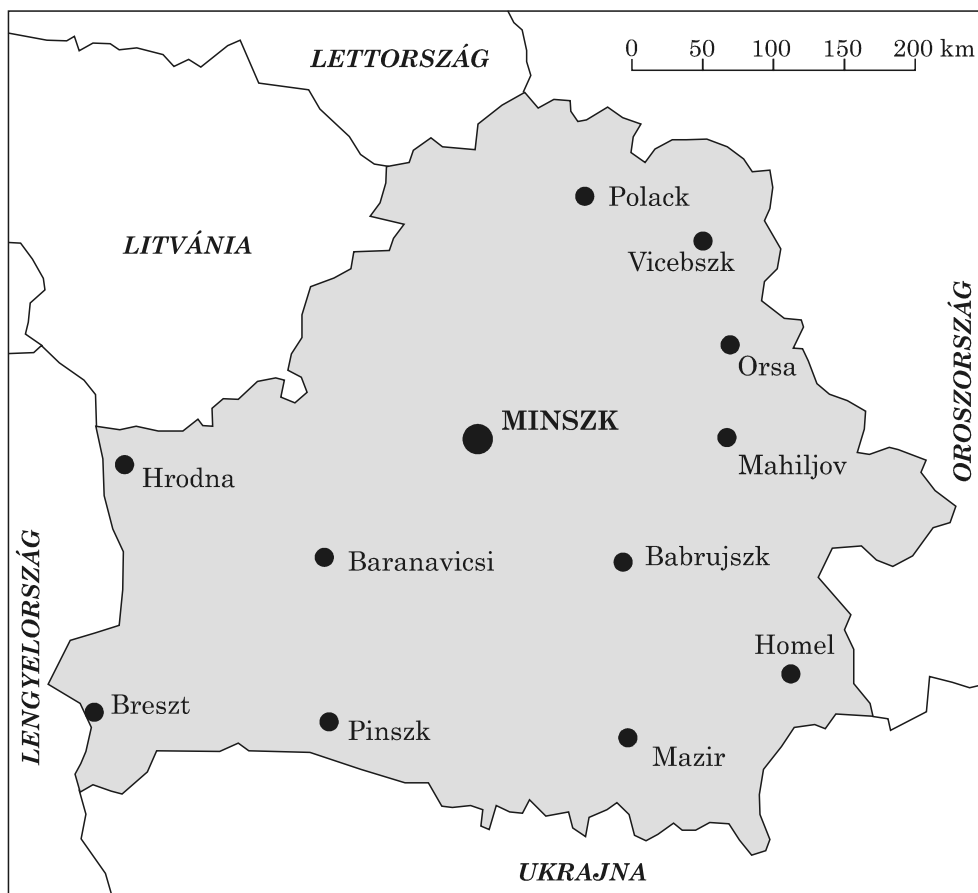 LETTORSZÁG
0 50 100 150 200 km
Polack
LITVÁNIA
Vicebszk
OROSZORSZÁG
Orsa
MINSZK
Mahiljov
Hrodna
Baranavicsi
Babrujszk
LENGYELORSZÁG
Homel
Breszt
Pinszk
Mazir
UKRAJNA